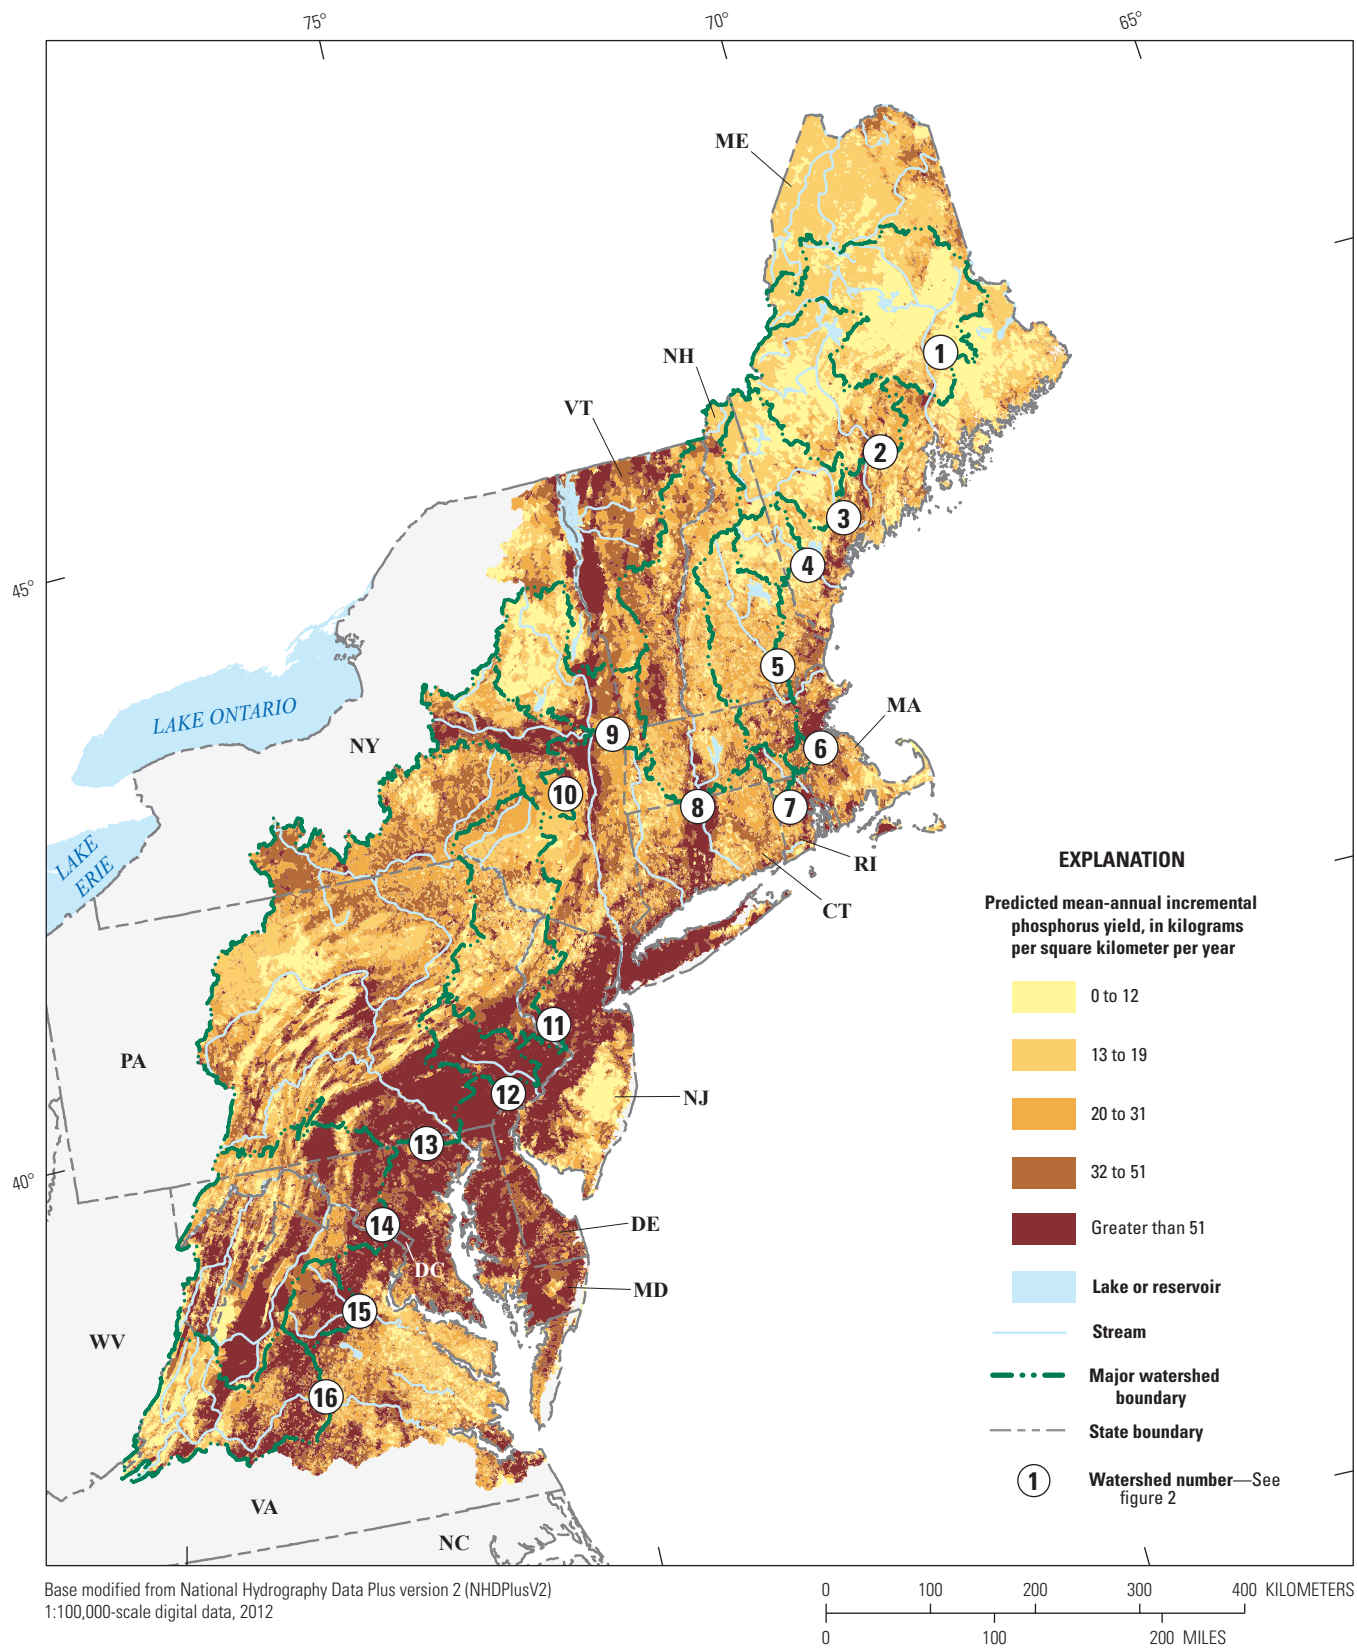 75°
70°
65°
ME
NH
VT
1
2
3
4
45°
5
LAKE ONTARIO
MA
NY
9
6
10
8
7
LAKE
ERIE
RI
CT
EXPLANATION
Predicted mean-annual incremental
phosphorus yield, in kilograms
per square kilometer per year
0 to 12
13 to 19
20 to 31
32 to 51
Greater than 51
Lake or reservoir
Stream
Major watershed
boundary
State boundary
1
Watershed number—See
figure 2
11
PA
12
NJ
13
40°
14
DE
DC
MD
15
WV
16
VA
NC
Base modified from National Hydrography Data Plus version 2 (NHDPlusV2)
1:100,000-scale digital data, 2012
0 100 200 300 400 KILOMETERS
0 100 200 MILES